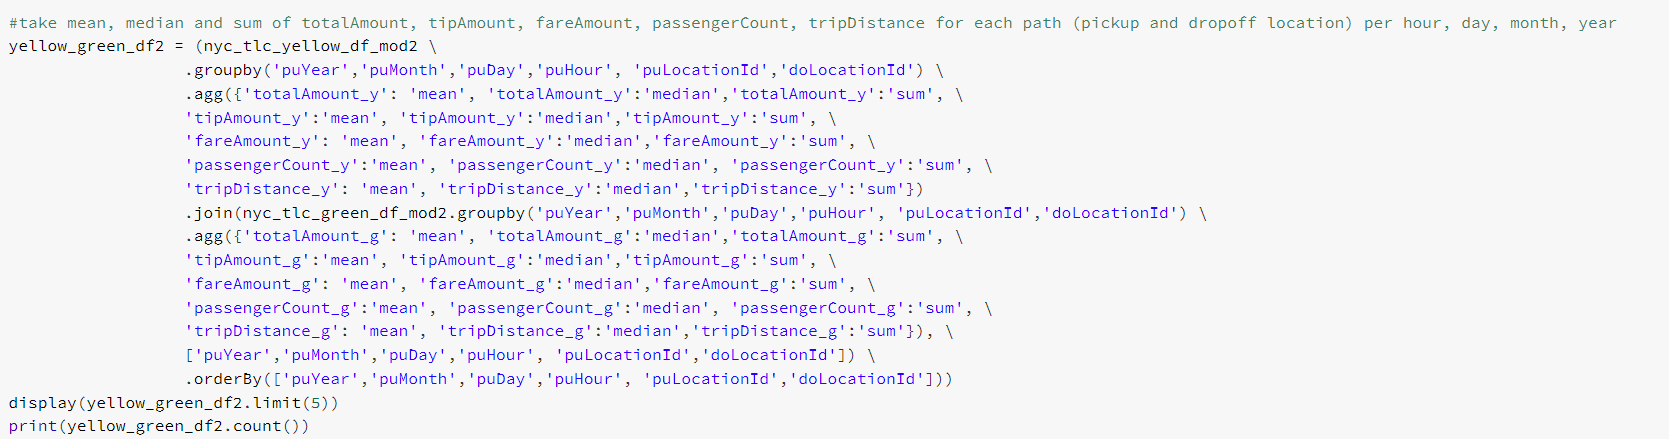 #take mean, median and sum of totalAmount, tipAmount, fareAmount, passengerCount, tripDistance for each path (pickup and dropoff location) per hour, day, month, year
yellow_green_df2 = (nyc_tlc_yellow_df_mod2 \
.groupby('puYear','puMonth','puDay','puHour', 'puLocationId','doLocationId') \
.agg({'totalAmount_y': 'mean', 'totalAmount_y':'median','totalAmount_y':'sum', \
'tipAmount_y':'mean', 'tipAmount_y':'median','tipAmount_y':'sum', \
'fareAmount_y': 'mean', 'fareAmount_y':'median','fareAmount_y':'sum', \
'passengerCount_y':'mean', 'passengerCount_y':'median', 'passengerCount_y':'sum', \
'tripDistance_y': 'mean', 'tripDistance_y':'median','tripDistance_y':'sum'})
.join(nyc_tlc_green_df_mod2.groupby('puYear','puMonth','puDay','puHour', 'puLocationId','doLocationId') \
.agg({'totalAmount_g': 'mean', 'totalAmount_g':'median','totalAmount_g':'sum', \
'tipAmount_g':'mean', 'tipAmount_g':'median','tipAmount_g':'sum', \
'fareAmount_g': 'mean', 'fareAmount_g':'median','fareAmount_g':'sum', \
'passengerCount_g':'mean', 'passengerCount_g':'median', 'passengerCount_g':'sum', \
'tripDistance_g': 'mean', 'tripDistance_g':'median','tripDistance_g':'sum'}), \
['puYear','puMonth','puDay','puHour', 'puLocationId','doLocationId']) \
.orderBy(['puYear','puMonth','puDay','puHour', 'puLocationId','doLocationId']))
display(yellow_green_df2.limit(5))
print(yellow_green_df2.count())